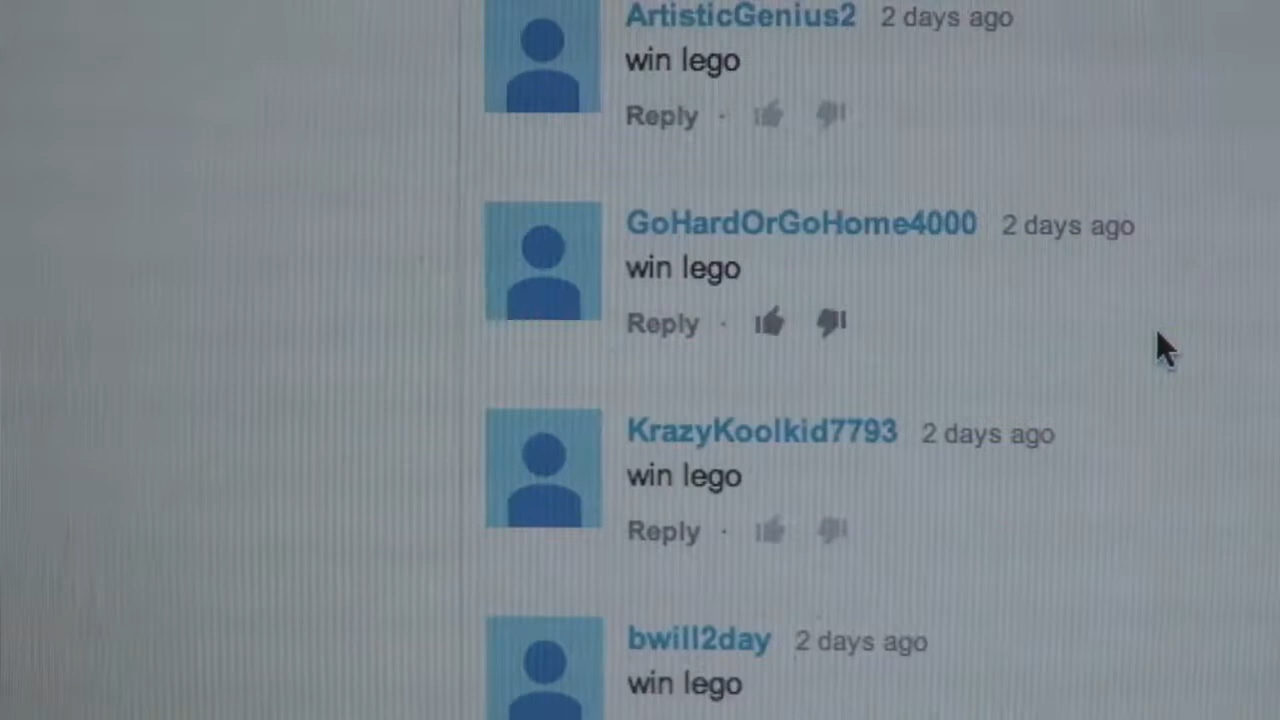 ArtisticGenius2 2 days ago
win lego
Reply ·
GoHardOrGoHome4000 2 days ago
win lego
Reply ·
KrazyKoolkid7793 2 days ago
win lego
Reply ·
bwill2day 2 days ago
win lego